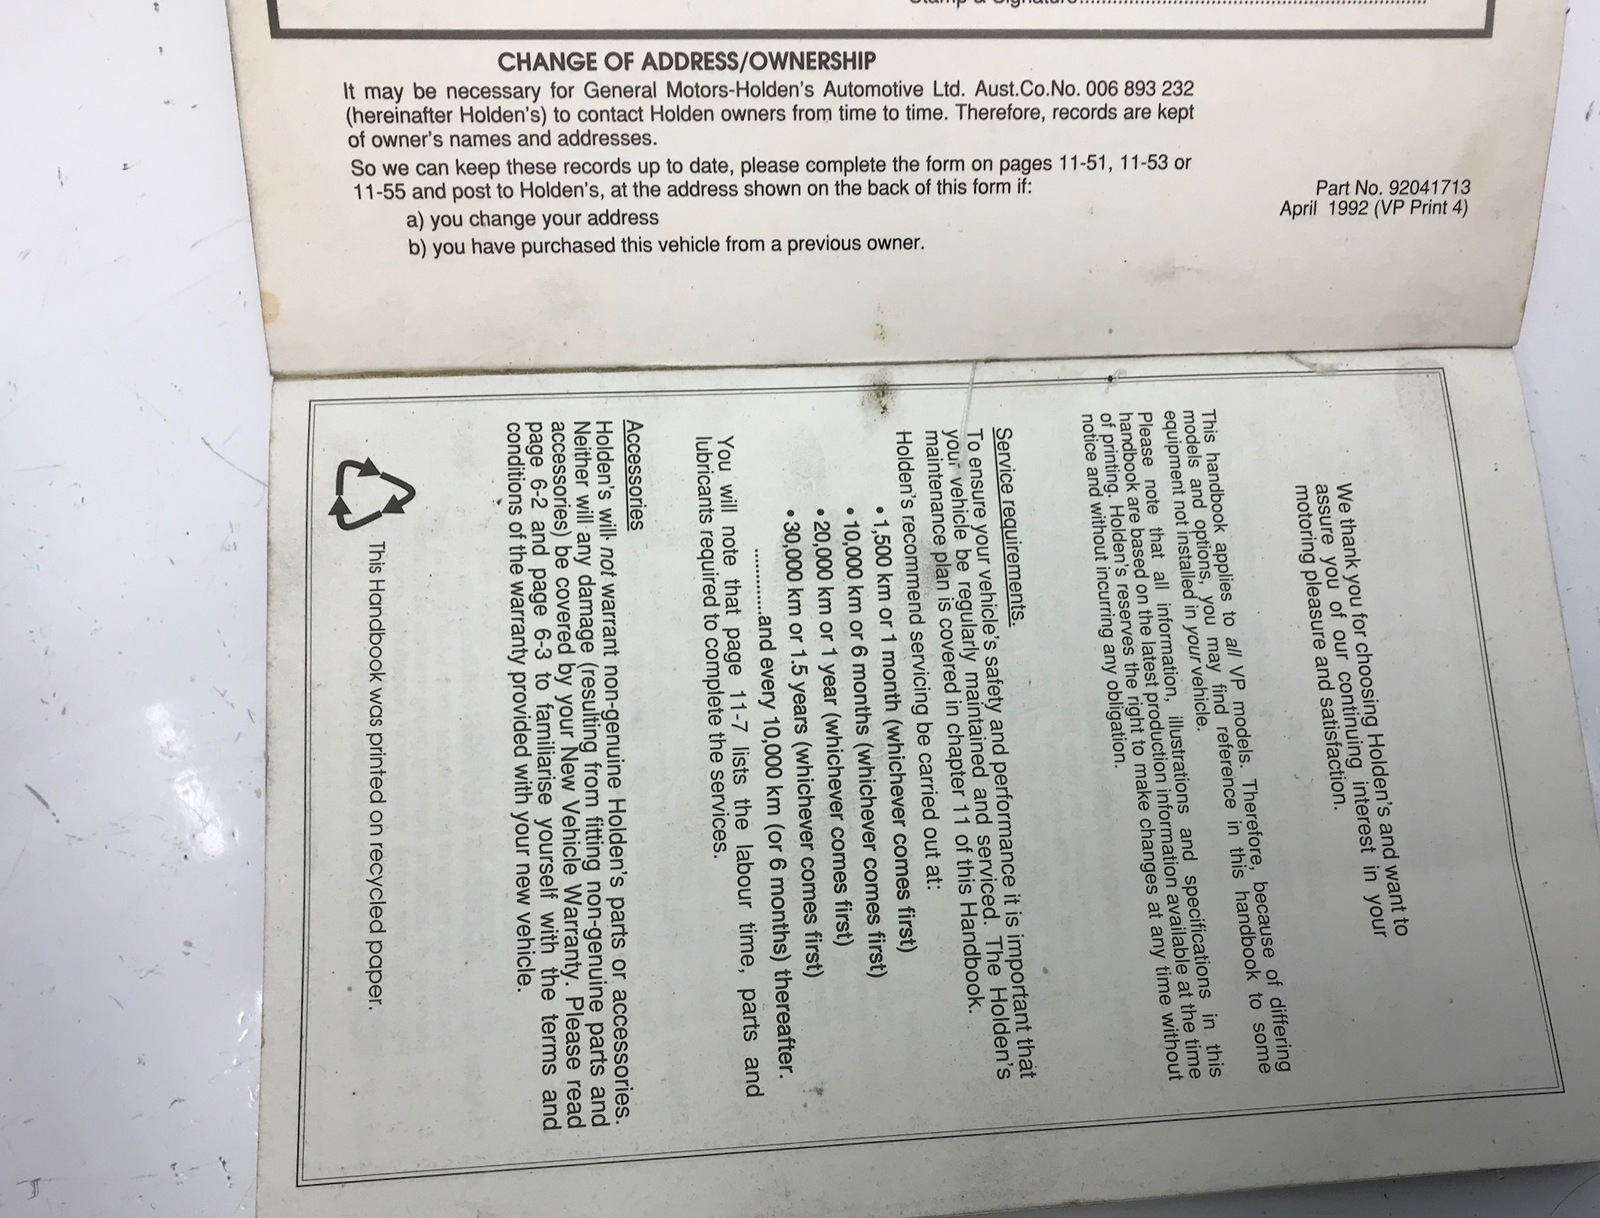 Stamp & Signature
CHANGE OF ADDRESS/OWNERSHIP
It may be necessary for General Motors-Holden's Automotive Ltd. Aust.Co.No. 006 893 232
(hereinafter Holden's) to contact Holden owners from time to time. Therefore, records are kept
of owner's names and addresses.
So we can keep these records up to date, please complete the form on pages 11-51, 11-53 or
11-55 and post to Holden's, at the address shown on the back of this form if:
a) you change your address
b) you have purchased this vehicle from a previous owner.
Part No. 92041713
April 1992 (VP Print 4)
We thank you for choosing Holden's and want to
assure you of our continuing interest in your
motoring pleasure and satisfaction.
This handbook applies to all VP models. Therefore, because of differing
models and options, you may find reference in this handbook to some
equipment not installed in your vehicle.
Please note that all information, illustrations and specifications in this
handbook are based on the latest production information available at the time
of printing. Holden's reserves the right to make changes at any time without
notice and without incurring any obligation.
Service requirements.
To ensure your vehicle's safety and performance it is important that
your vehicle be regularly maintained and serviced. The Holden's
maintenance plan is covered in chapter 11 of this Handbook.
Holden's recommend servicing be carried out at:
• 1,500 km or 1 month (whichever comes first)
• 10,000 km or 6 months (whichever comes first)
• 20,000 km or 1 year (whichever comes first)
• 30,000 km or 1.5 years (whichever comes first)
.............and every 10,000 km (or 6 months) thereafter.
You will note that page 11-7 lists the labour time, parts and
lubricants required to complete the services.
Accessories
Holden's will not warrant non-genuine Holden's parts or accessories.
Neither will any damage (resulting from fitting non-genuine parts and
accessories) be covered by your New Vehicle Warranty. Please read
page 6-2 and page 6-3 to familiarise yourself with the terms and
conditions of the warranty provided with your new vehicle.
This Handbook was printed on recycled paper.